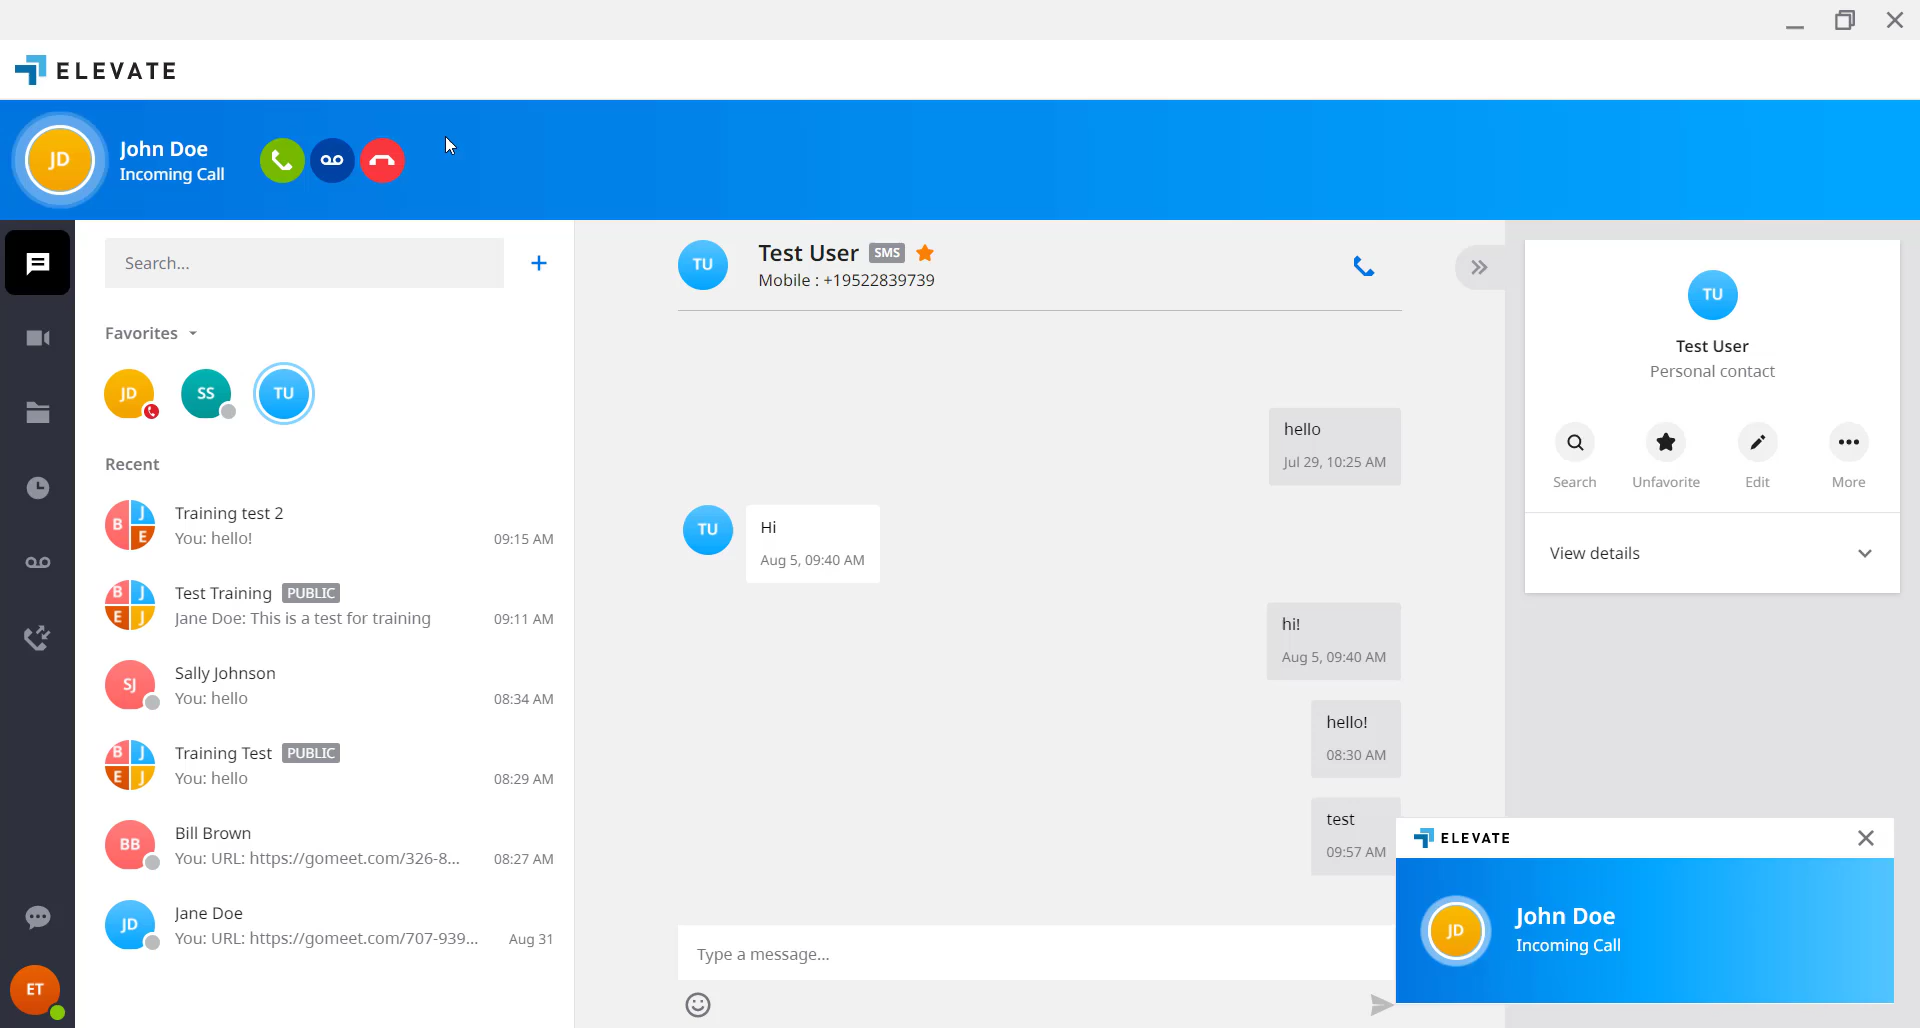 ELEVATE
JD
John Doe
Incoming Call
Search...
+
Favorites
JD
SS
TU
Recent
B
J
E
Training test 2
You: hello!
09:15 AM
B
J
E
J
Test Training PUBLIC
Jane Doe: This is a test for training
09:11 AM
SJ
Sally Johnson
You: hello
08:34 AM
B
J
E
J
Training Test PUBLIC
You: hello
08:29 AM
BB
Bill Brown
You: URL: https://gomeet.com/326-8...
08:27 AM
JD
Jane Doe
You: URL: https://gomeet.com/707-939...
Aug 31
ET
TU
Test User SMS
Mobile : +19522839739
hello
Jul 29, 10:25 AM
TU
Hi
Aug 5, 09:40 AM
hi!
Aug 5, 09:40 AM
hello!
08:30 AM
test
09:57 AM
Type a message...
TU
Test User
Personal contact
Search
Unfavorite
Edit
More
View details
ELEVATE
JD
John Doe
Incoming Call